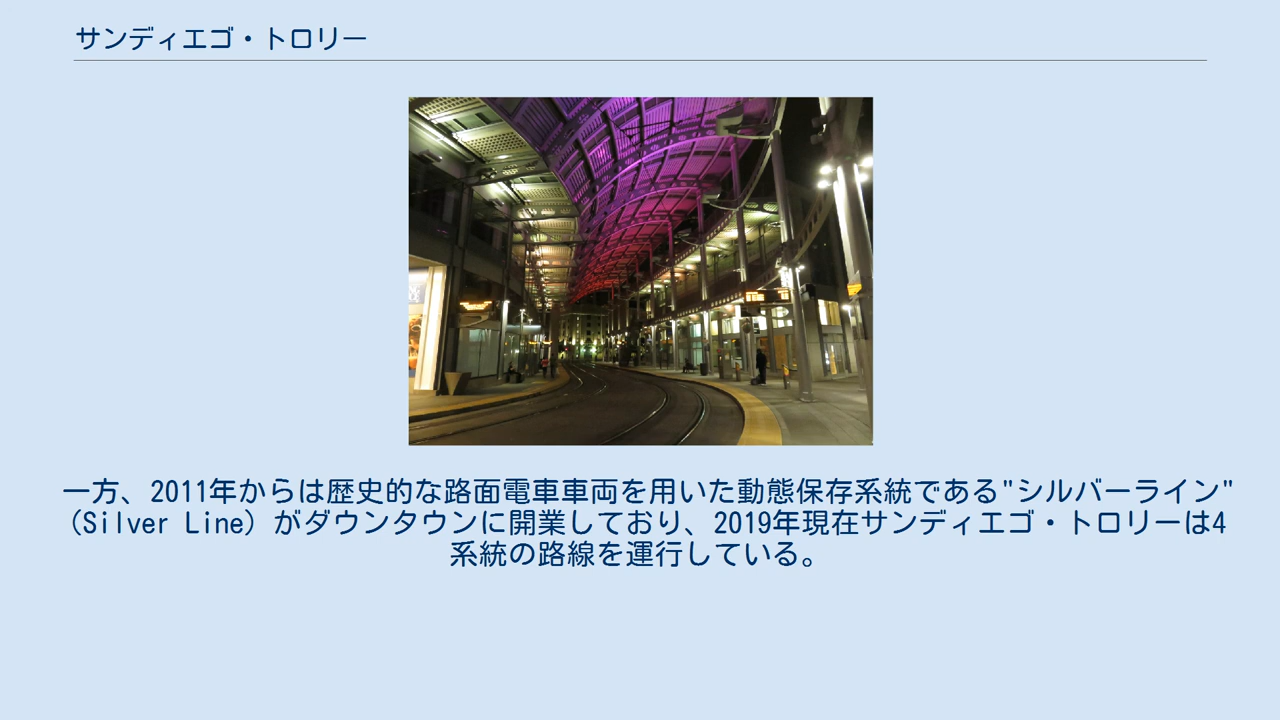 サンディエゴ・トロリー
一方、2011年からは歴史的な路面電車車両を用いた動態保存系統である"シルバーライン"
（Silver Line）がダウンタウンに開業しており、2019年現在サンディエゴ・トロリーは4
系統の路線を運行している。